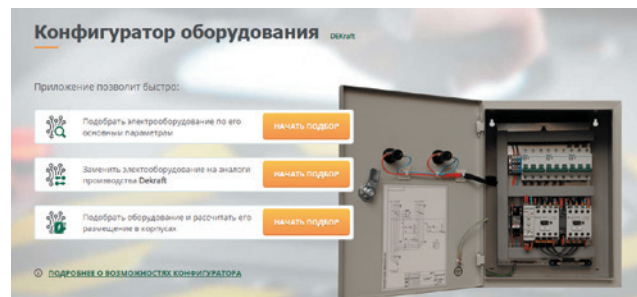 Конфигуратор оборудования DEKraft
Приложение позволит быстро:
Подобрать электрооборудование по его
основным параметрам
НАЧАТЬ ПОДБОР
Заменить электооборудование на аналоги
производства Dekraft
НАЧАТЬ ПОДБОР
Подобрать оборудование и рассчитать его
размещение в корпусах
НАЧАТЬ ПОДБОР
ПОДРОБНЕЕ О ВОЗМОЖНОСТЯХ КОНФИГУРАТОРА